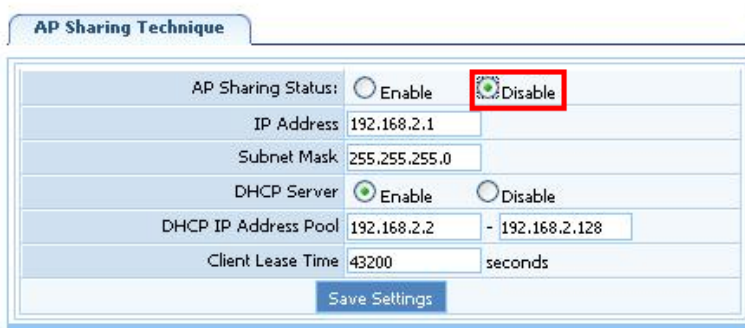 AP Sharing Technique
AP Sharing Status: Enable Disable
IP Address 192.168.2.1
Subnet Mask 255.255.255.0
DHCP Server Enable Disable
DHCP IP Address Pool 192.168.2.2 - 192.168.2.128
Client Lease Time 43200 seconds
Save Settings